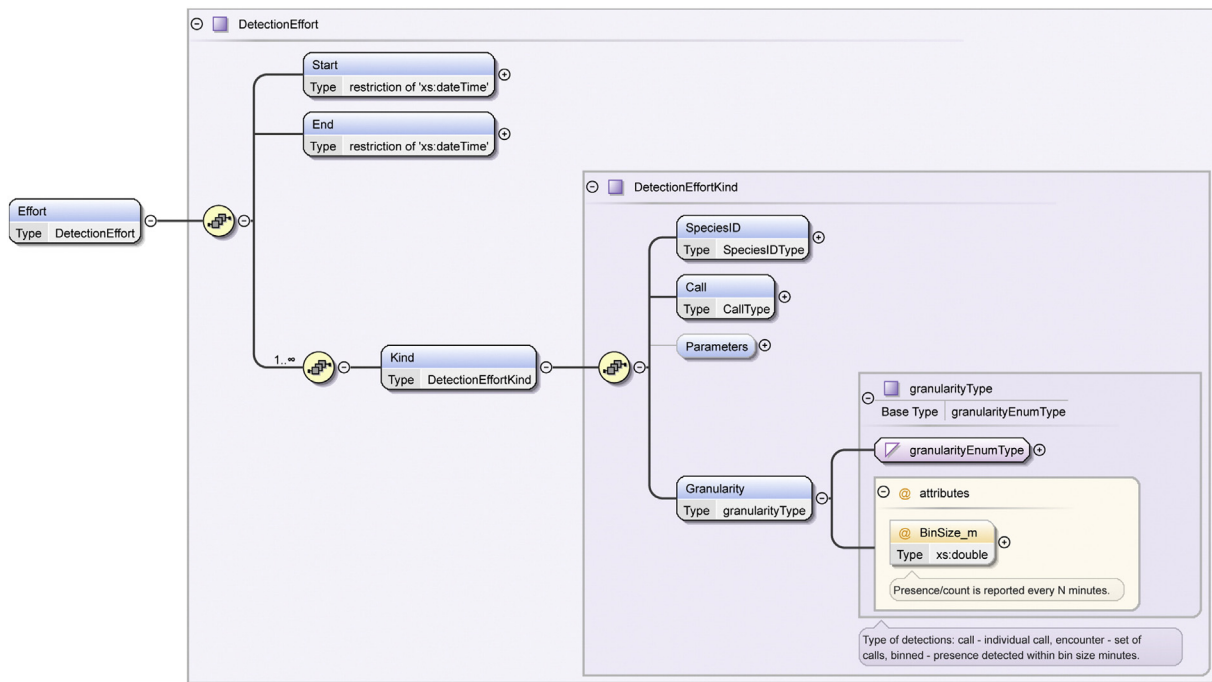 DetectionEffort
Start
Type restriction of 'xs:dateTime'
End
Type restriction of 'xs:dateTime'
DetectionEffortKind
Effort
Type DetectionEffort
SpeciesID
Type SpeciesIDType
Call
Type CallType
Parameters
1..∞
Kind
Type DetectionEffortKind
granularityType
Base Type granularityEnumType
granularityEnumType
Granularity
Type granularityType
@ attributes
@ BinSize_m
Type xs:double
Presence/count is reported every N minutes.
Type of detections: call - individual call, encounter - set of
calls, binned - presence detected within bin size minutes.